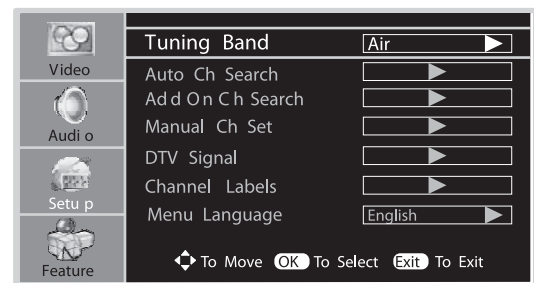 Video
Audio
Setup
Feature
Tuning Band Air
Auto Ch Search
Add On Ch Search
Manual Ch Set
DTV Signal
Channel Labels
Menu Language English
To Move OK To Select Exit To Exit